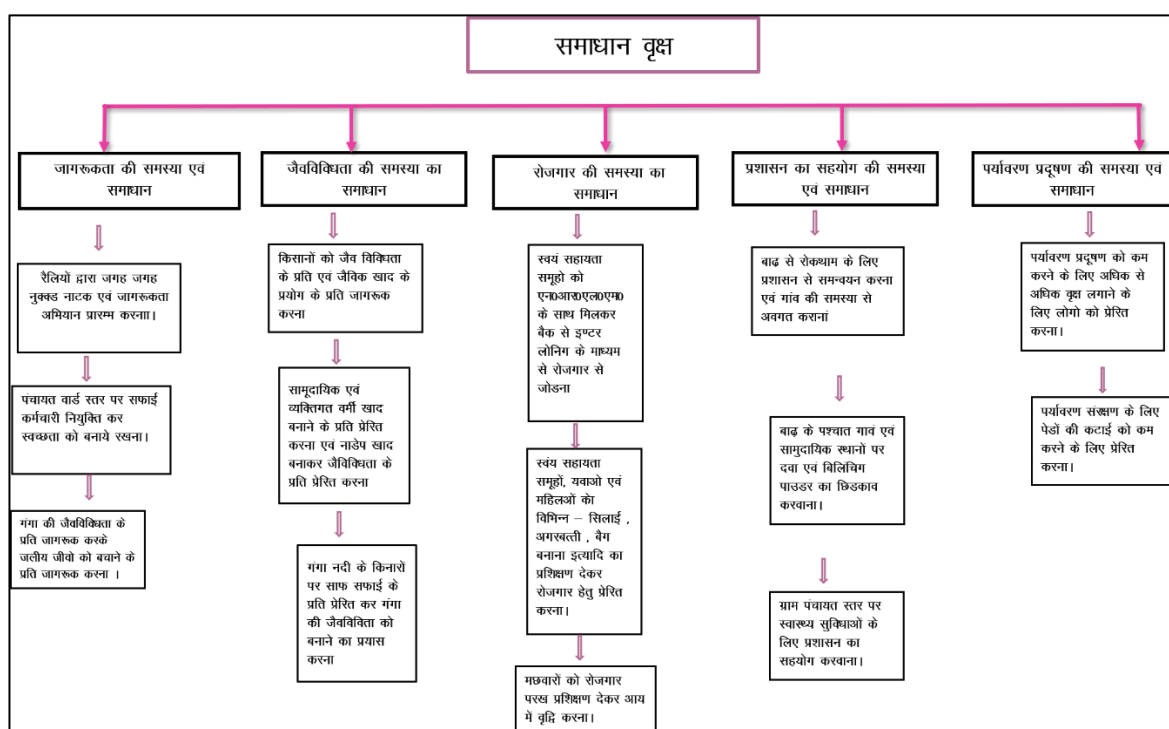 समाधान वृक्ष
जागरूकता की समस्या एवं
समाधान
रैलियों द्वारा जगह जगह
नुक्क्ड नाटक एवं जागरूकता
अभियान प्रारम्भ करनाा।
पंचायत वार्ड स्तर पर सफाई
कर्मचारी नियुक्ति कर
स्वच्छता को बनाये रखना।
गंगा की जैवविविधता के
प्रति जागरूक करके
जलीय जीवो को बचाने के
प्रति जागरूक करना ।
जैवविविधता की समस्या का
समाधान
किसानों को जैव विविधता
के प्रति एवं जैविक खाद के
प्रयोग के प्रति जागरूक
करना
सामूदायिक एवं
व्यक्तिगत वर्मी खाद
बनाने के प्रति प्रेरित
करना एवं नाडेप खाद
बनाकर जैविविधता के
प्रति प्रेरित करना
गंगा नदी के किनारों
पर साफ सफाई के
प्रति प्रेरित कर गंगा
की जैवविविता को
बनाने का प्रयास
करना
रोजगार की समस्या का
समाधान
स्वयं सहायता
समूहो को
एन0आर0एल0एम0
के साथ मिलकर
बैक से इण्टर
लोनिग के माध्यम
से रोजगार से
जोडना
स्वंय सहायता
समूहों, यवाओ एवं
महिलओं केा
विभिन्न – सिलाई ,
अगरबत्ती , बैग
बनाना इत्यादि का
प्रशिक्षण देकर
रोजगार हेतु प्रेरित
करना।
मछवारों को रोजगार
परख प्रशिक्षण देकर आय
में वृद्वि करना।
प्रशासन का सहयोग की समस्या
एवं समाधान
बाढ़ से रोकथाम के लिए
प्रशासन से समन्वयन करना
एवं गांव की समस्या से
अवगत करानां
बाढ़ के पश्चात गावं एवं
सामुदायिक स्थानों पर
दवा एवं बिलिचिग
पाउडर का छिडकाव
करवाना।
ग्राम पंचायत स्तर पर
स्वास्थ्य सुविधाओं के
लिए प्रशासन का
सहयोग करवाना।
पर्यावरण प्रदूषण की समस्या एवं
समाधान
पर्यावरण प्रदूषण को कम
करने के लिए अधिक से
अधिक वृक्ष लगाने के
लिए लोगो को प्रेरित
करना।
पर्यावरण संरक्षण के लिए
पेडों की कटाई को कम
करने के लिए प्रेरित
करना।